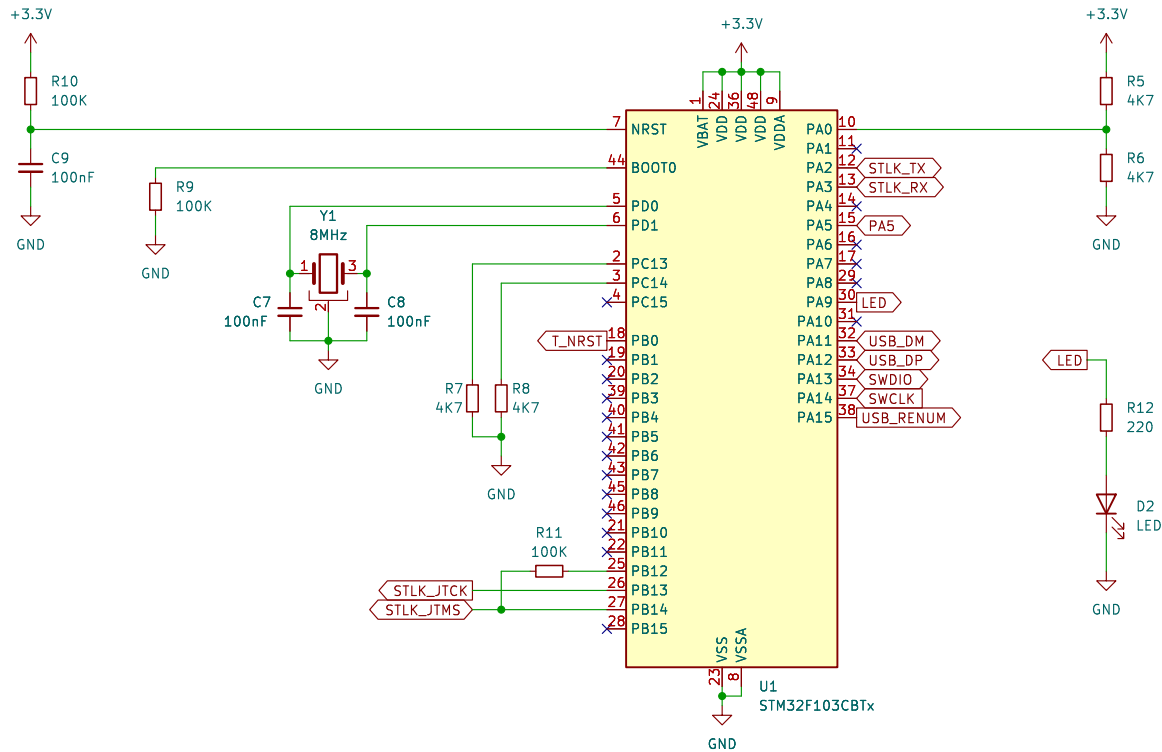 +3.3V
+3.3V
+3.3V
R10
100K
C9
100nF
GND
R9
100K
GND
Y1
8MHz
1
3
2
C7
100nF
C8
100nF
GND
R7
4K7
R8
4K7
GND
R11
100K
STLK_JTCK
STLK_JTMS
T_NRST
1 VBAT
24 VDD
36 VDD
48 VDD
9 VDDA
7 NRST
44 BOOT0
5 PD0
6 PD1
2 PC13
3 PC14
4 PC15
18 PB0
19 PB1
20 PB2
39 PB3
40 PB4
41 PB5
42 PB6
43 PB7
45 PB8
46 PB9
21 PB10
22 PB11
25 PB12
26 PB13
27 PB14
28 PB15
PA0 10
PA1 11
PA2 12 STLK_TX
PA3 13 STLK_RX
PA4 14
PA5 15 PA5
PA6 16
PA7 17
PA8 29
PA9 30 LED
PA10 31
PA11 32 USB_DM
PA12 33 USB_DP
PA13 34 SWDIO
PA14 37 SWCLK
PA15 38 USB_RENUM
23 VSS
8 VSSA
U1
STM32F103CBTx
GND
R5
4K7
R6
4K7
GND
LED
R12
220
D2
LED
GND